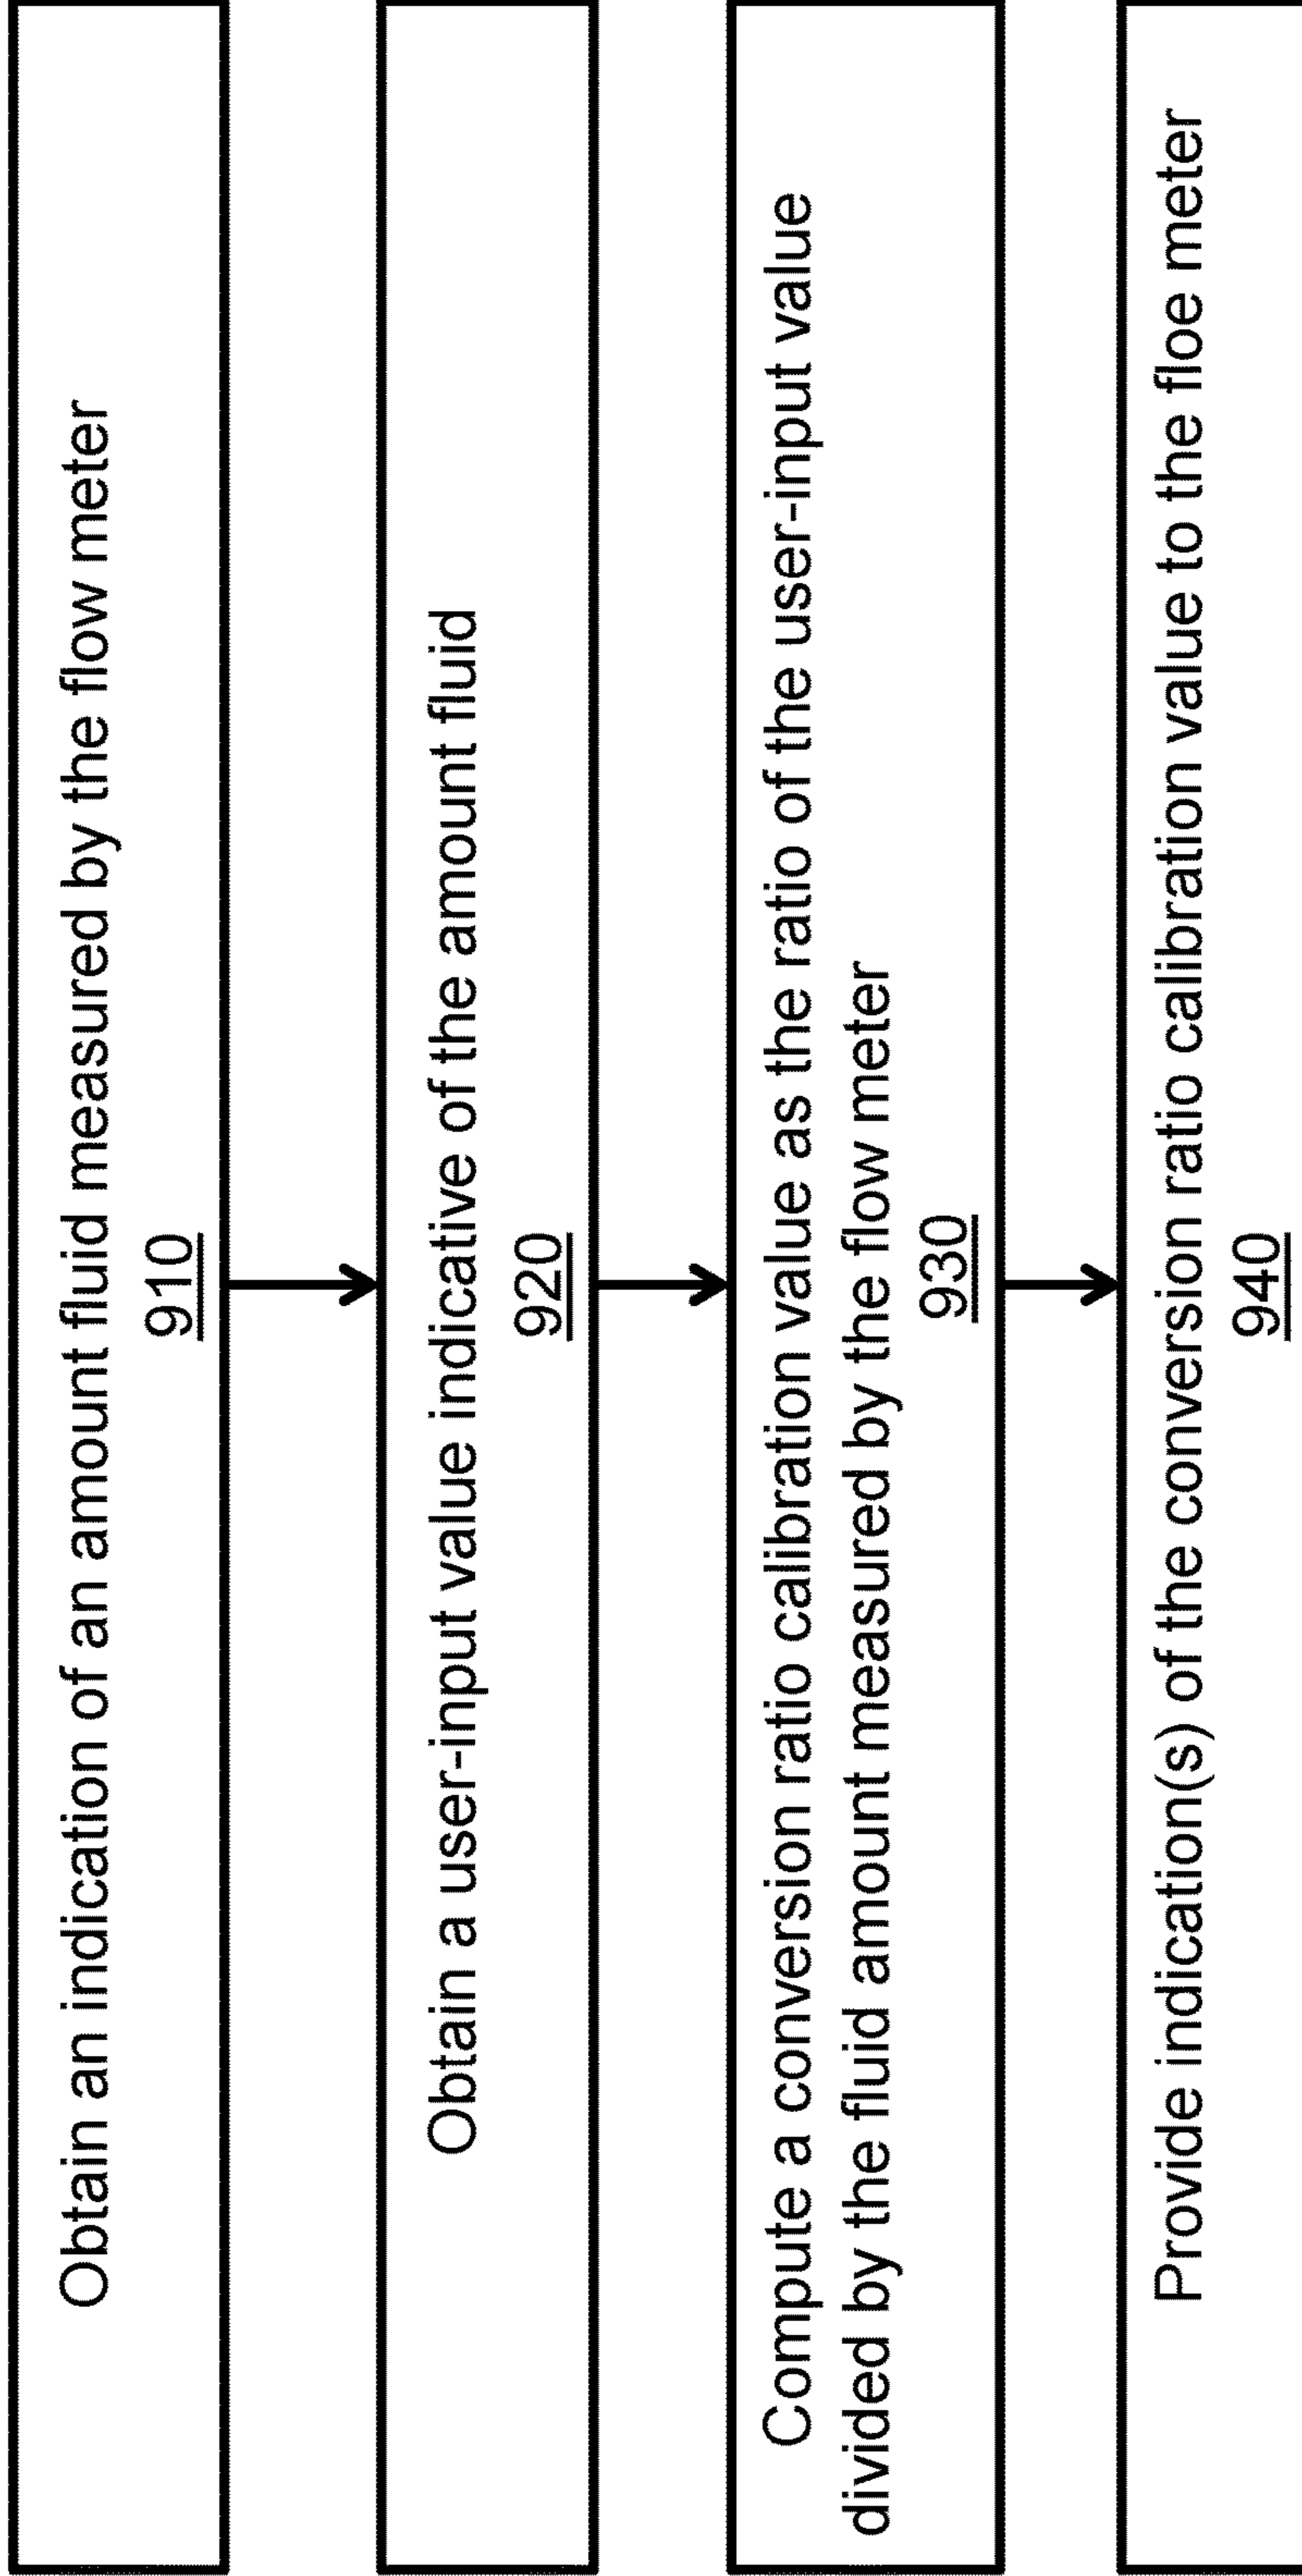 Obtain an indication of an amount fluid measured by the flow meter
910
Obtain a user-input value indicative of the amount fluid
920
Compute a conversion ratio calibration value as the ratio of the user-input value
divided by the fluid amount measured by the flow meter
930
Provide indication(s) of the conversion ratio calibration value to the floe meter
940